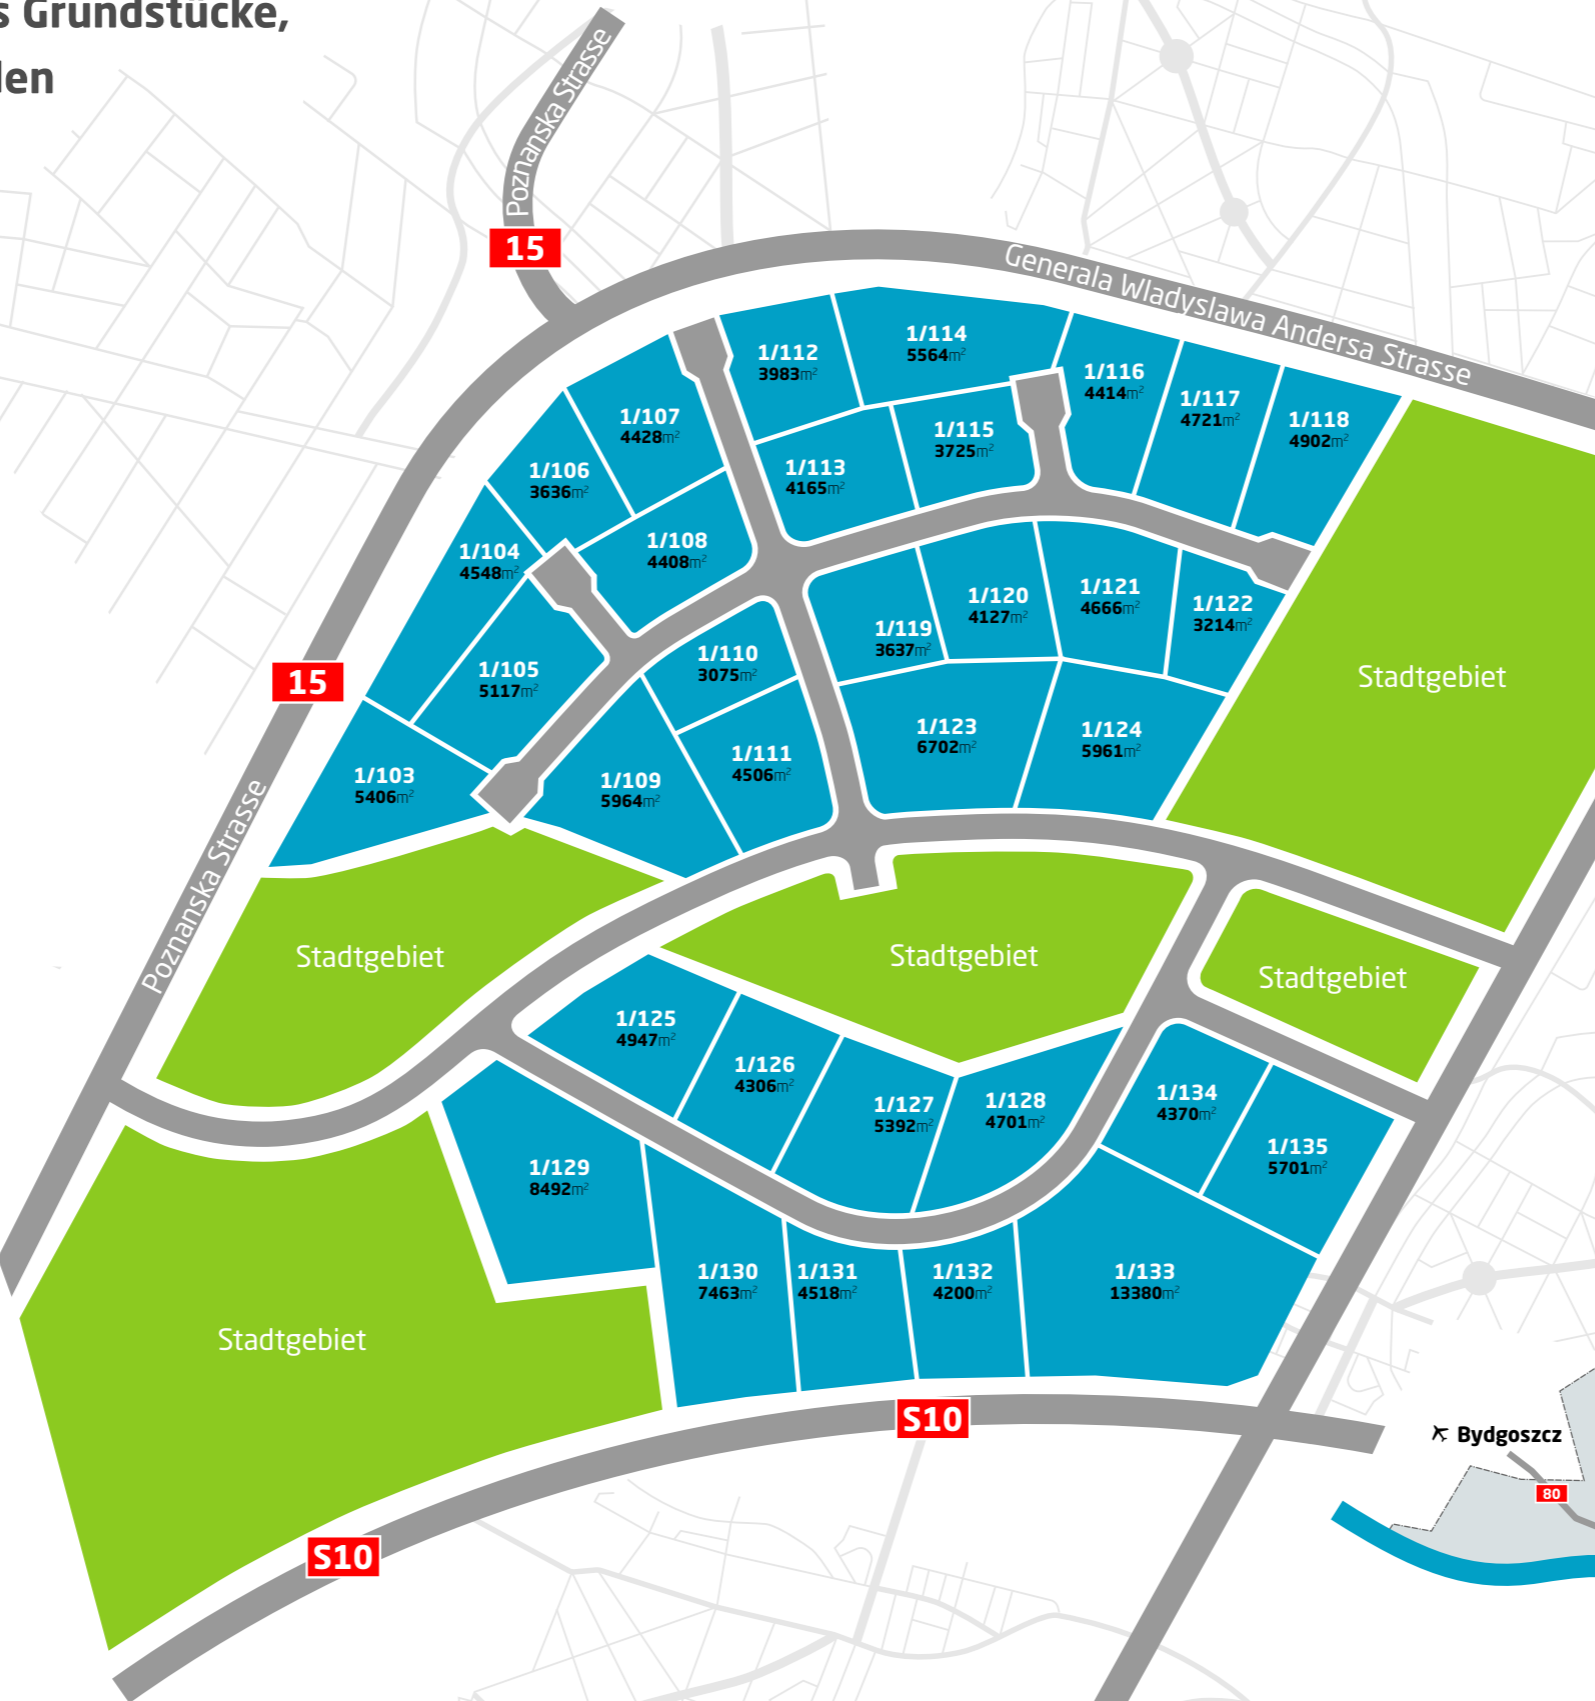 s Grundstücke,
den
Poznanska Strasse
15
Generala Wladyslawa Andersa Strasse
1/112
3983m²
1/114
5564m²
1/116
4414m²
1/117
4721m²
1/118
4902m²
1/107
4428m²
1/115
3725m²
1/106
3636m²
1/113
4165m²
1/104
4548m²
1/108
4408m²
1/105
5117m²
1/110
3075m²
1/119
3637m²
1/120
4127m²
1/121
4666m²
1/122
3214m²
15
Stadtgebiet
1/103
5406m²
1/109
5964m²
1/111
4506m²
1/123
6702m²
1/124
5961m²
Poznanska Strasse
Stadtgebiet
Stadtgebiet
Stadtgebiet
1/125
4947m²
1/126
4306m²
1/127
5392m²
1/128
4701m²
1/134
4370m²
1/135
5701m²
1/129
8492m²
1/130
7463m²
1/131
4518m²
1/132
4200m²
1/133
13380m²
Stadtgebiet
S10
Bydgoszcz
80
S10